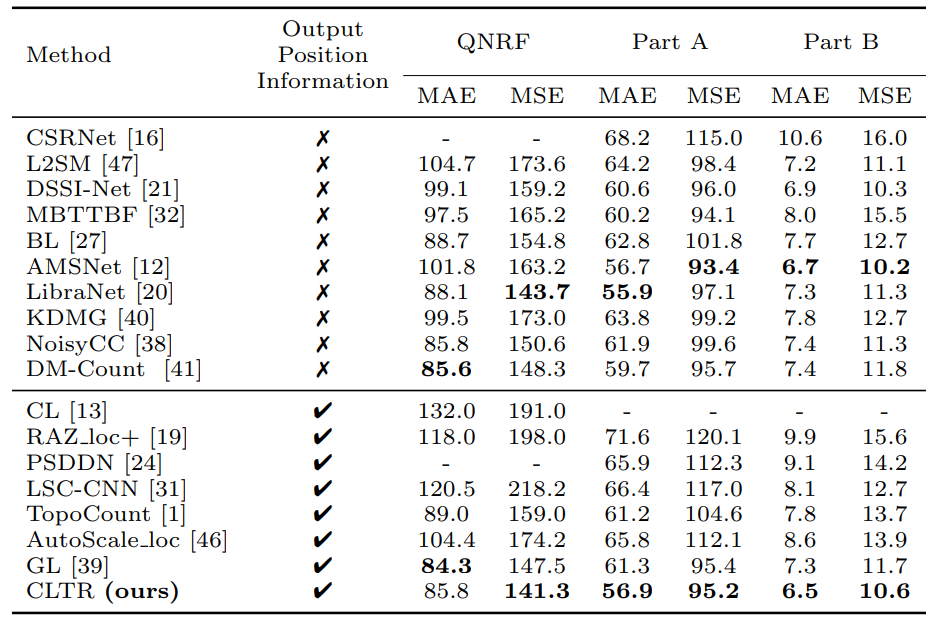 Method Output Position Information QNRF Part A Part B
MAE MSE MAE MSE MAE MSE
CSRNet [16] ✗ - - 68.2 115.0 10.6 16.0
L2SM [47] ✗ 104.7 173.6 64.2 98.4 7.2 11.1
DSSI-Net [21] ✗ 99.1 159.2 60.6 96.0 6.9 10.3
MBTTBF [32] ✗ 97.5 165.2 60.2 94.1 8.0 15.5
BL [27] ✗ 88.7 154.8 62.8 101.8 7.7 12.7
AMSNet [12] ✗ 101.8 163.2 56.7 93.4 6.7 10.2
LibraNet [20] ✗ 88.1 143.7 55.9 97.1 7.3 11.3
KDMG [40] ✗ 99.5 173.0 63.8 99.2 7.8 12.7
NoisyCC [38] ✗ 85.8 150.6 61.9 99.6 7.4 11.3
DM-Count [41] ✗ 85.6 148.3 59.7 95.7 7.4 11.8
CL [13] ✔ 132.0 191.0 - - - -
RAZ_loc+ [19] ✔ 118.0 198.0 71.6 120.1 9.9 15.6
PSDDN [24] ✔ - - 65.9 112.3 9.1 14.2
LSC-CNN [31] ✔ 120.5 218.2 66.4 117.0 8.1 12.7
TopoCount [1] ✔ 89.0 159.0 61.2 104.6 7.8 13.7
AutoScale_loc [46] ✔ 104.4 174.2 65.8 112.1 8.6 13.9
GL [39] ✔ 84.3 147.5 61.3 95.4 7.3 11.7
CLTR (ours) ✔ 85.8 141.3 56.9 95.2 6.5 10.6